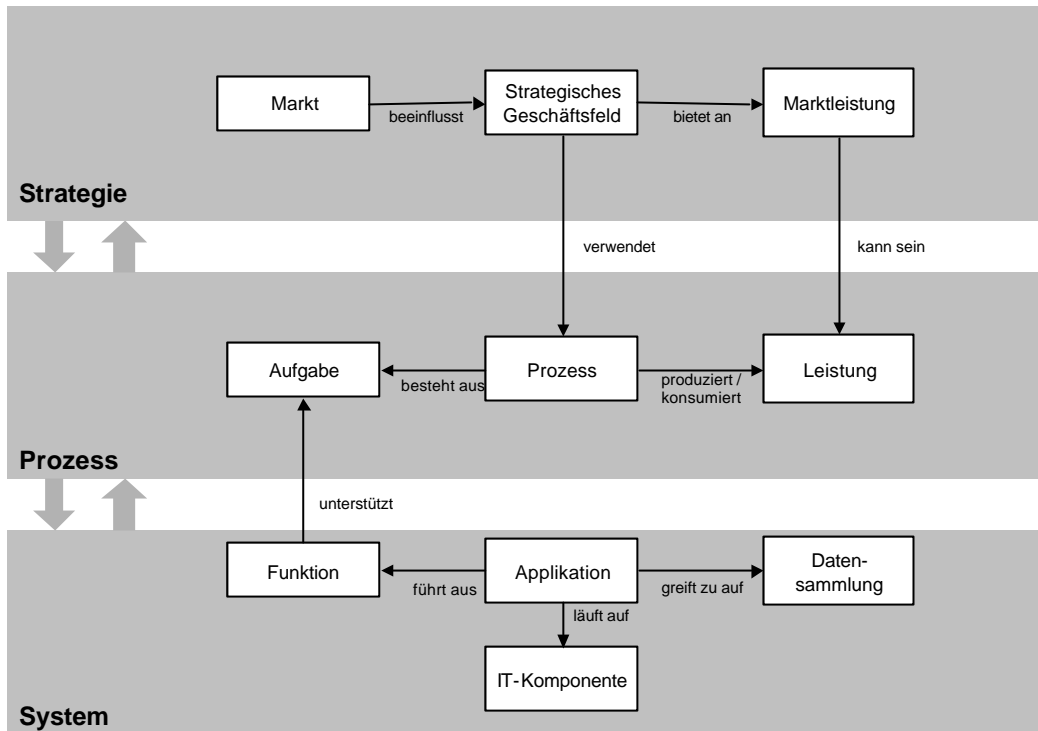 Markt
beeinflusst
Strategisches
Geschäftsfeld
bietet an
Marktleistung
Strategie
verwendet
kann sein
Aufgabe
besteht aus
Prozess
produziert /
konsumiert
Leistung
Prozess
unterstützt
Funktion
führt aus
Applikation
greift zu auf
Daten-
sammlung
läuft auf
IT-Komponente
System